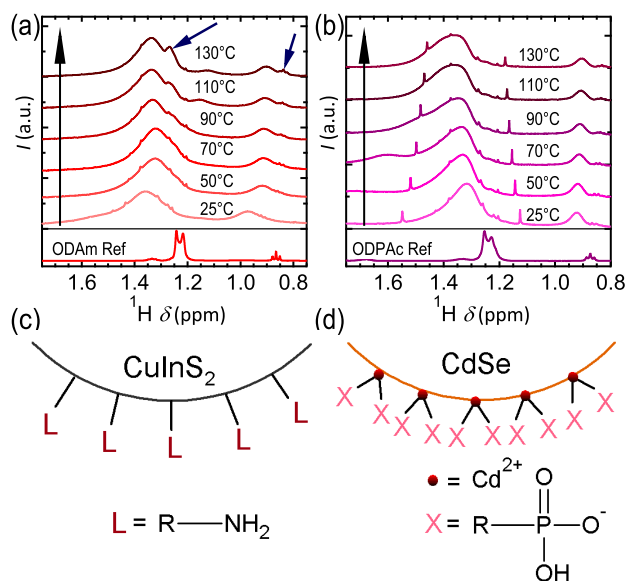 (a)
130°C
110°C
90°C
70°C
50°C
25°C
ODAm Ref
I (a.u.)
1.6 1.4 1.2 1.0 0.8
¹H δ (ppm)
(b)
130°C
110°C
90°C
70°C
50°C
25°C
ODPAc Ref
I (a.u.)
1.6 1.4 1.2 1.0 0.8
¹H δ (ppm)
(c)
CuInS₂
L L L L L
L = R NH₂
(d)
CdSe
X X X X X X X X X X
= Cd²⁺
O
X = R P O⁻
OH